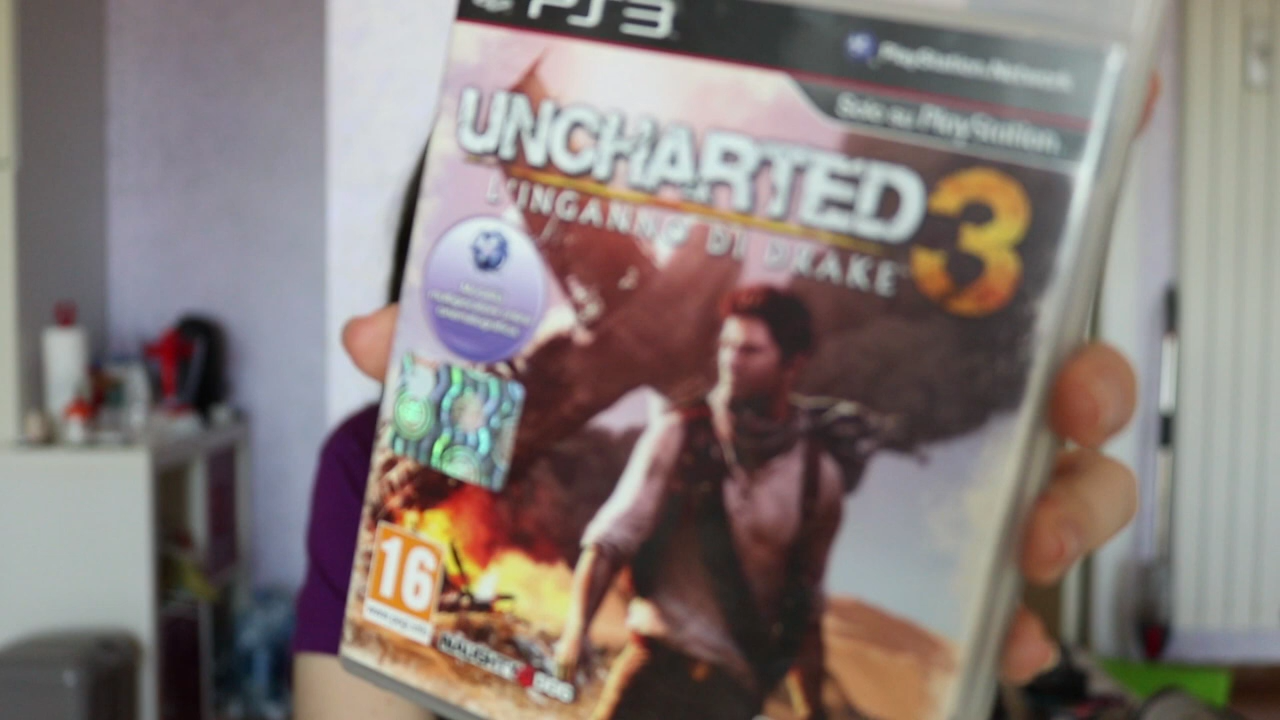 PS3
PlayStation Network
Solo su PlayStation
UNCHARTED 3
L'INGANNO DI DRAKE
16
NAUGHTY DOG